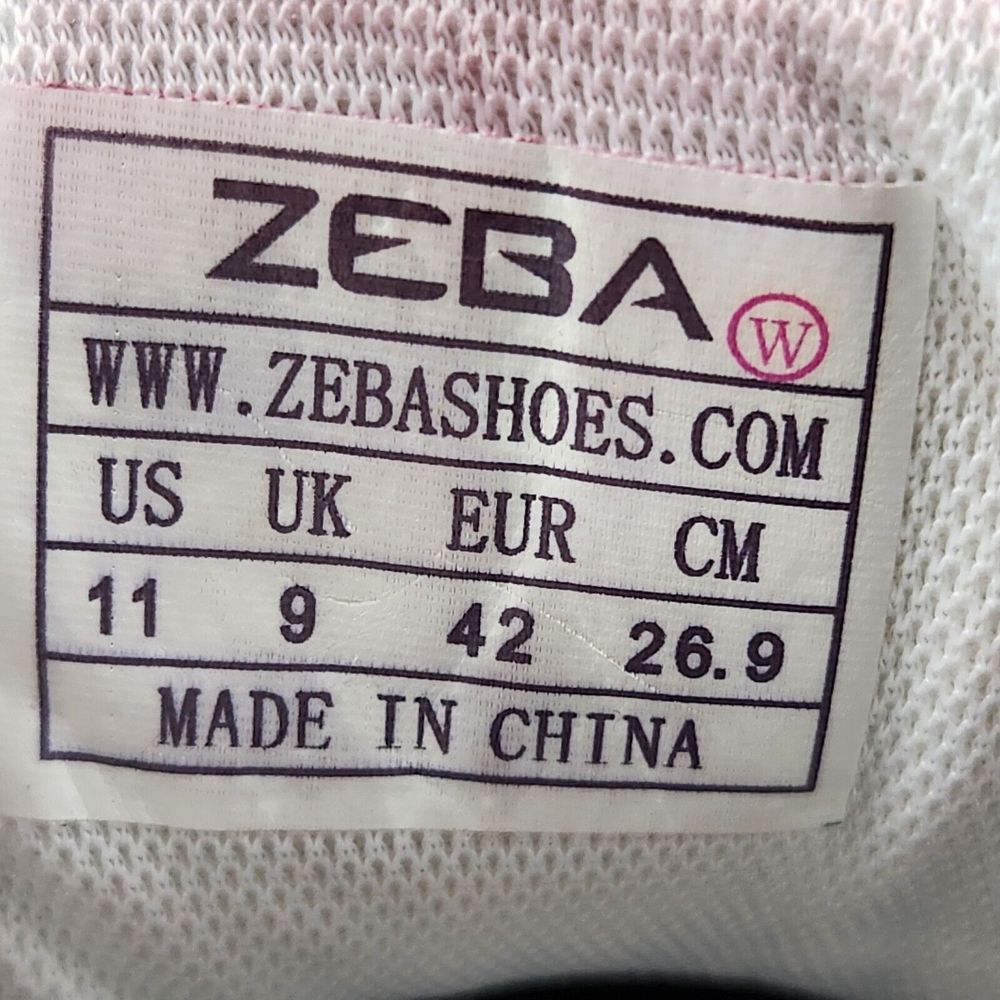 ZEBA W
WWW.ZEBASHOES.COM
US UK EUR CM
11 9 42 26.9
MADE IN CHINA